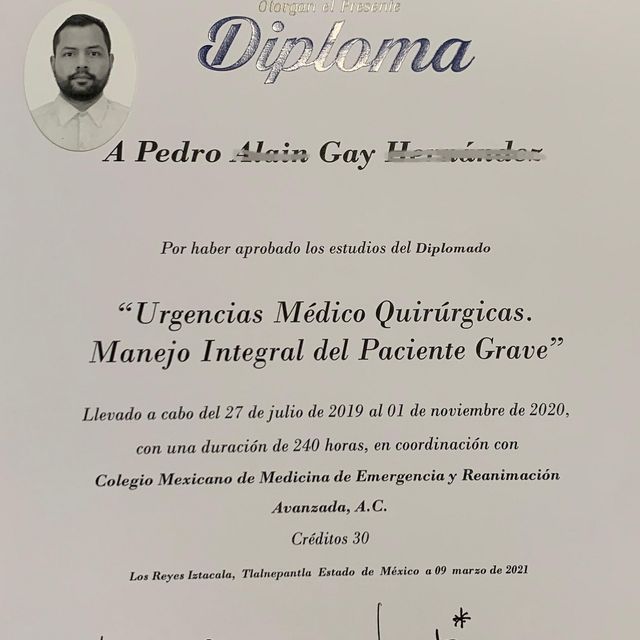 Otorgan el Presente
Diploma
A Pedro Alain Gay Hernández
Por haber aprobado los estudios del Diplomado
“Urgencias Médico Quirúrgicas.
Manejo Integral del Paciente Grave”
Llevado a cabo del 27 de julio de 2019 al 01 de noviembre de 2020,
con una duración de 240 horas, en coordinación con
Colegio Mexicano de Medicina de Emergencia y Reanimación
Avanzada, A.C.
Créditos 30
Los Reyes Iztacala, Tlalnepantla Estado de México a 09 marzo de 2021